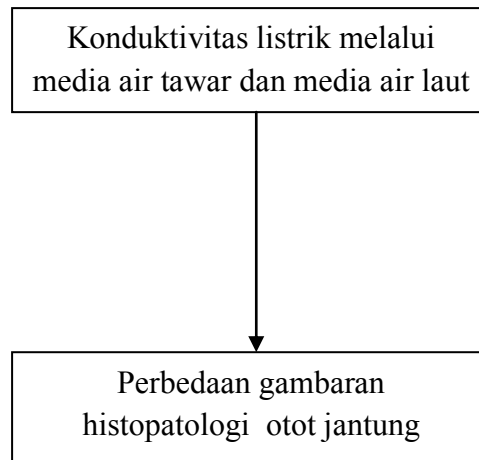 Konduktivitas listrik melalui
media air tawar dan media air laut
Perbedaan gambaran
histopatologi otot jantung